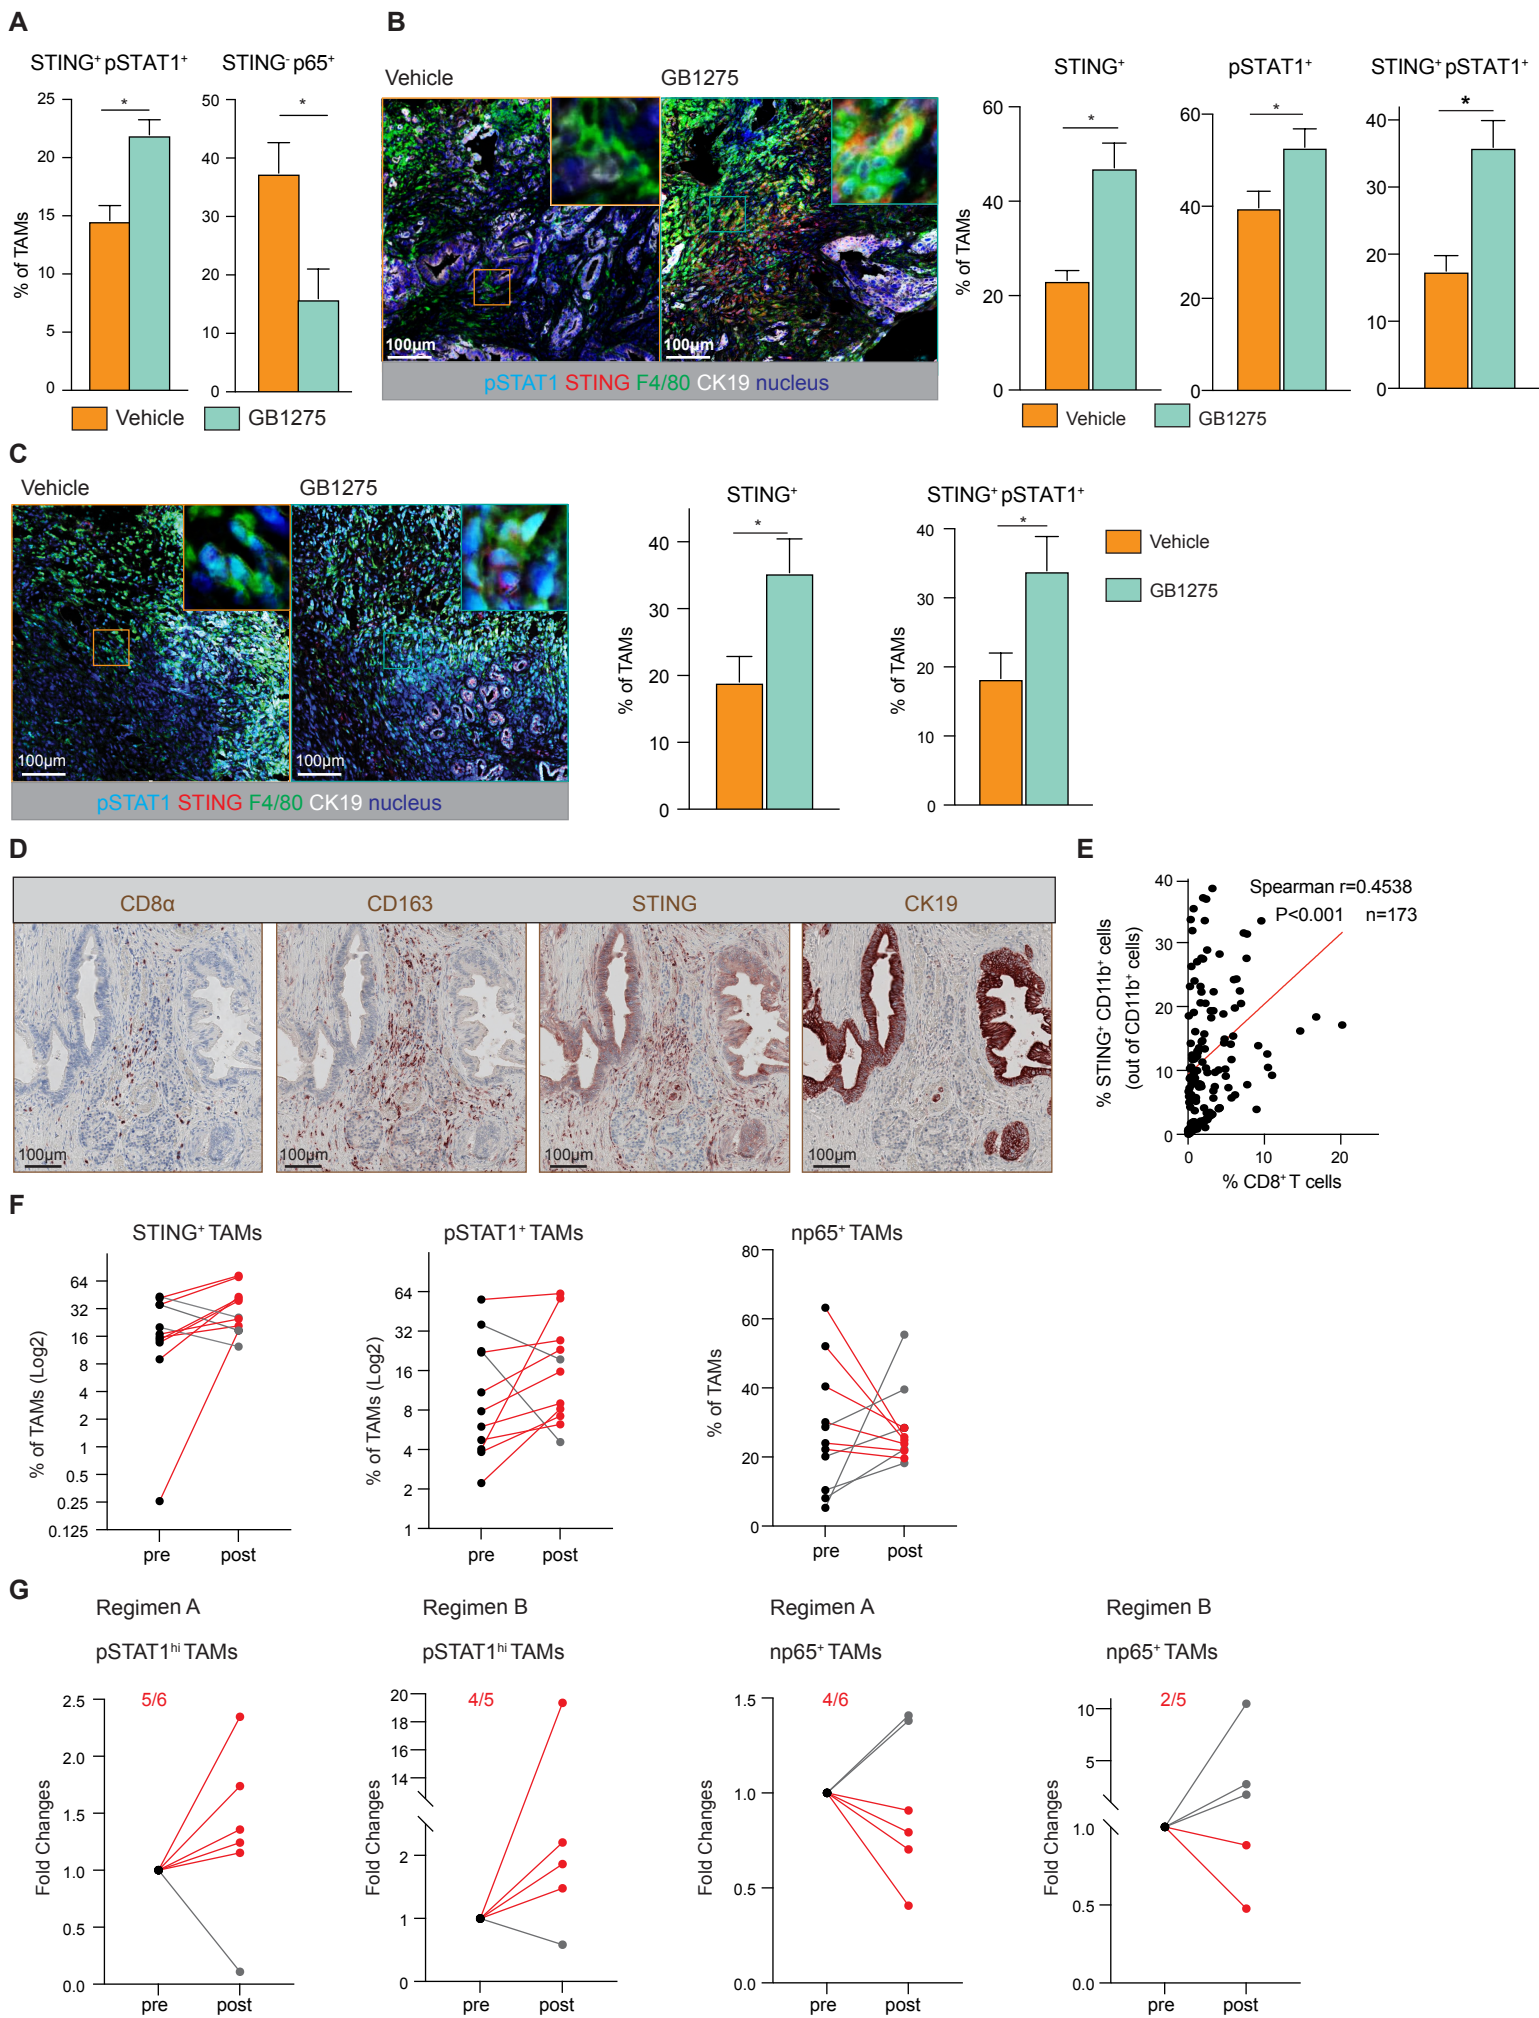 A
STING⁺ pSTAT1⁺
STING⁻ p65⁺
% of TAMs
25
20
15
10
5
0
*
50
40
30
20
10
0
*
Vehicle
GB1275
B
Vehicle
GB1275
100µm
100µm
pSTAT1 STING F4/80 CK19 nucleus
STING⁺
pSTAT1⁺
STING⁺ pSTAT1⁺
% of TAMs
60
40
20
0
*
60
40
20
0
*
40
30
20
10
0
*
Vehicle
GB1275
C
Vehicle
GB1275
100µm
100µm
pSTAT1 STING F4/80 CK19 nucleus
STING⁺
% of TAMs
40
30
20
10
0
*
STING⁺ pSTAT1⁺
% of TAMs
40
30
20
10
0
*
Vehicle
GB1275
D
CD8α
CD163
STING
CK19
100µm
100µm
100µm
100µm
E
% STING⁺ CD11b⁺ cells
(out of CD11b⁺ cells)
40
30
20
10
0
Spearman r=0.4538
P<0.001 n=173
0
10
20
% CD8⁺ T cells
F
STING⁺ TAMs
% of TAMs (Log2)
64
32
16
8
4
2
1
0.5
0.25
0.125
pre
post
pSTAT1⁺ TAMs
% of TAMs (Log2)
64
32
16
8
4
2
1
pre
post
np65⁺ TAMs
% of TAMs
80
60
40
20
0
pre
post
G
Regimen A
pSTAT1ʰⁱ TAMs
Fold Changes
5/6
2.5
2.0
1.5
1.0
0.5
0.0
pre
post
Regimen B
pSTAT1ʰⁱ TAMs
Fold Changes
4/5
20
18
16
14
2
1
0
pre
post
Regimen A
np65⁺ TAMs
Fold Changes
4/6
1.5
1.0
0.5
0.0
pre
post
Regimen B
np65⁺ TAMs
Fold Changes
2/5
10
5
1.0
0.5
0.0
pre
post